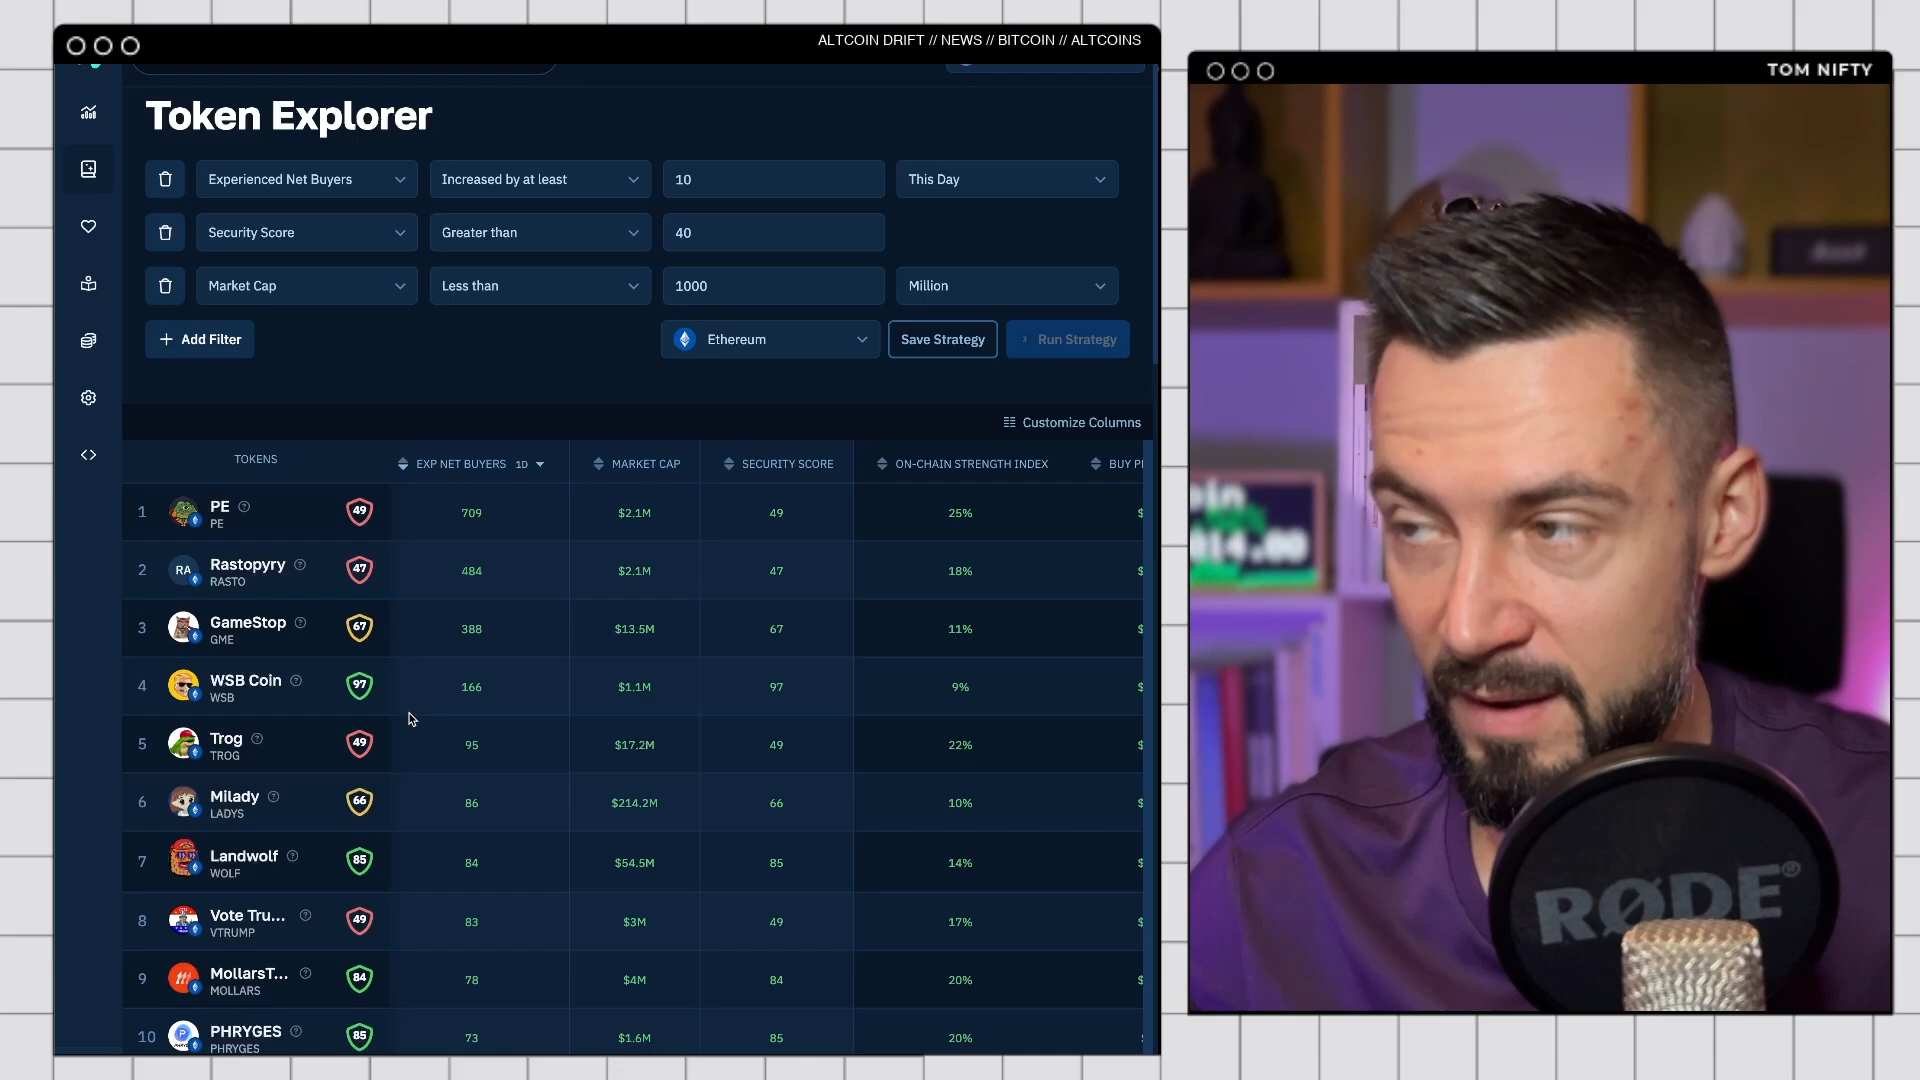 ALTCOIN DRIFT // NEWS // BITCOIN // ALTCOINS
TOM NIFTY
Token Explorer
Experienced Net Buyers Increased by at least 10 This Day
Security Score Greater than 40
Market Cap Less than 1000 Million
+ Add Filter Ethereum Save Strategy Run Strategy
Customize Columns
TOKENS EXP NET BUYERS 1D MARKET CAP SECURITY SCORE ON-CHAIN STRENGTH INDEX BUY
1 PE 49 709 $2.1M 49 25% $
PE
2 RA Rastopyry 47 484 $2.1M 47 18% $
RASTO
3 GameStop 67 388 $13.5M 67 11% $
GME
4 WSB Coin 97 166 $1.1M 97 9% $
WSB
5 Trog 49 95 $17.2M 49 22% $
TROG
6 Milady 66 86 $214.2M 66 10% $
LADYS
7 Landwolf 85 84 $54.5M 85 14% $
WOLF
8 Vote Tru... 49 83 $3M 49 17% $
VTRUMP
9 MollarsT... 84 78 $4M 84 20% $
MOLLARS
10 PHRYGES 85 73 $1.6M 85 20%
PHRYGES
RØDE®